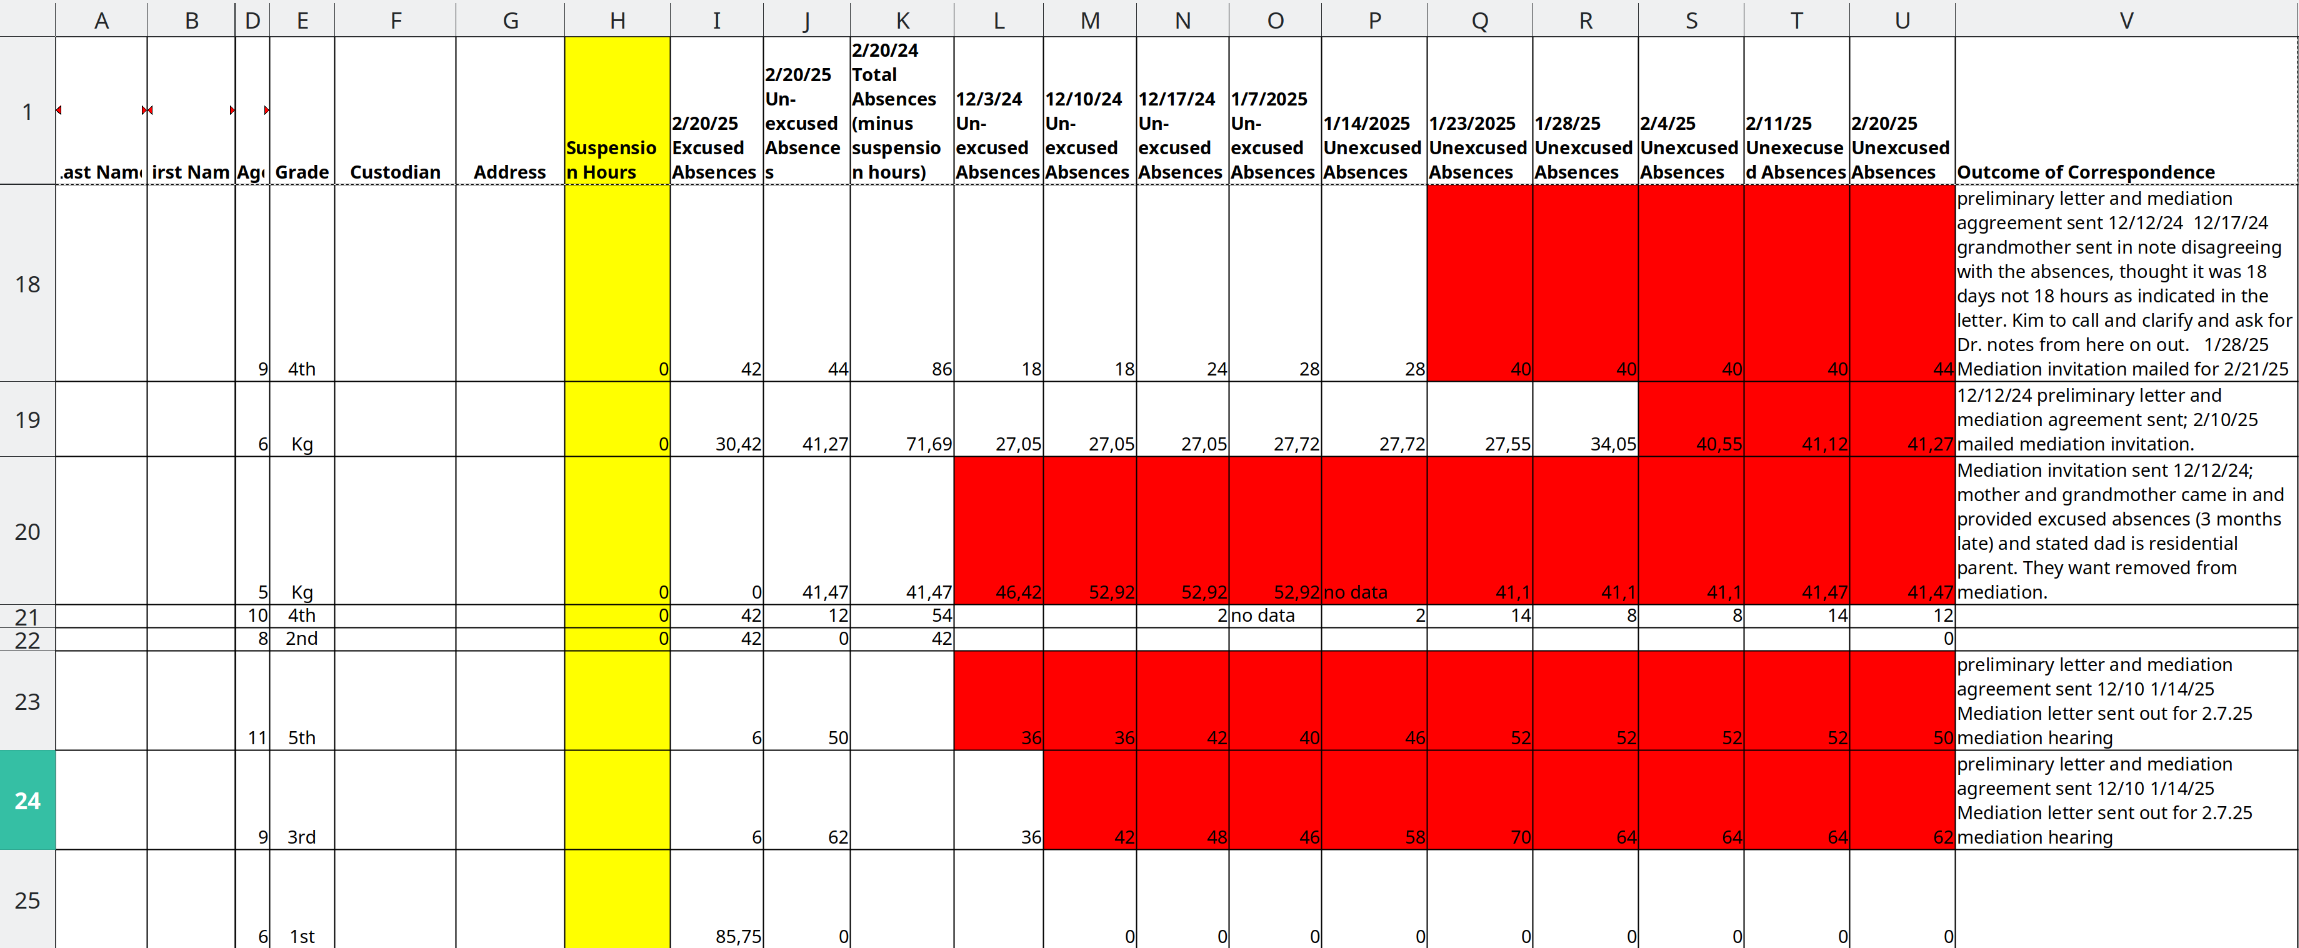 A B D E F G H I J K L M N O P Q R S T U V
1 .ast Nam irst Nam Ag Grade Custodian Address Suspensio n Hours 2/20/25 Excused Absences 2/20/25 Un- excused Absence s 2/20/24 Total Absences (minus suspensio n hours) 12/3/24 Un- excused Absences 12/10/24 Un- excused Absences 12/17/24 Un- excused Absences 1/7/2025 Un- excused Absences 1/14/2025 Unexcused Absences 1/23/2025 Unexcused Absences 1/28/25 Unexcused Absences 2/4/25 Unexcused Absences 2/11/25 Unexecuse d Absences 2/20/25 Unexcused Absences Outcome of Correspondence
18 9 4th 0 42 44 86 18 18 24 28 28 40 40 40 40 44
preliminary letter and mediation
aggreement sent 12/12/24  12/17/24
grandmother sent in note disagreeing
with the absences, thought it was 18
days not 18 hours as indicated in the
letter. Kim to call and clarify and ask for
Dr. notes from here on out.   1/28/25
Mediation invitation mailed for 2/21/25
19 6 Kg 0 30,42 41,27 71,69 27,05 27,05 27,05 27,72 27,72 27,55 34,05 40,55 41,12 41,27
12/12/24 preliminary letter and
mediation agreement sent; 2/10/25
mailed mediation invitation.
20 5 Kg 0 0 41,47 41,47 46,42 52,92 52,92 52,92 no data 41,1 41,1 41,1 41,47 41,47
Mediation invitation sent 12/12/24;
mother and grandmother came in and
provided excused absences (3 months
late) and stated dad is residential
parent. They want removed from
mediation.
21 10 4th 0 42 12 54 2 no data 2 14 8 8 14 12
22 8 2nd 0 42 0 42 0
23 11 5th 6 50 36 36 42 40 46 52 52 52 52 50
preliminary letter and mediation
agreement sent 12/10 1/14/25
Mediation letter sent out for 2.7.25
mediation hearing
24 9 3rd 6 62 36 42 48 46 58 70 64 64 64 62
preliminary letter and mediation
agreement sent 12/10 1/14/25
Mediation letter sent out for 2.7.25
mediation hearing
25 6 1st 85,75 0 0 0 0 0 0 0 0 0 0